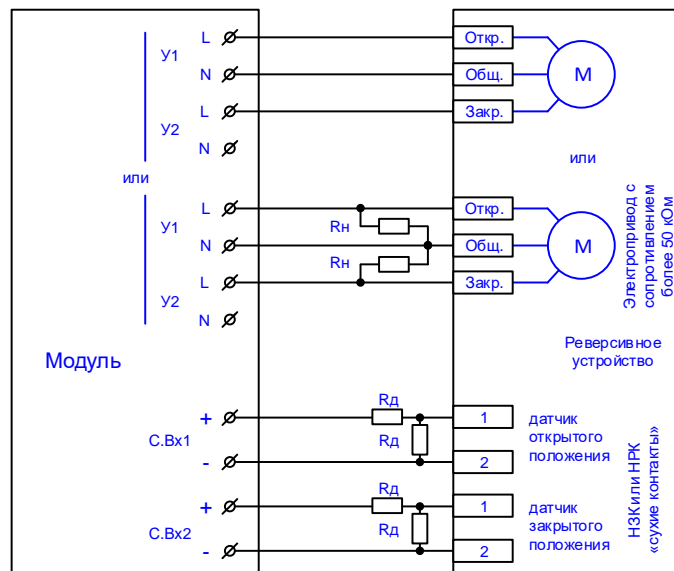 L
Откр.
У1
N
Общ.
М
L
Закр.
У2
N
или
или
L
Откр.
У1
Rн
N
Общ.
М
Rн
L
Закр.
У2
N
Электропривод с
сопротивлением
более 50 кОм
Модуль
Реверсивное
устройство
+
Rд
1
С.Вх1
Rд
-
2
датчик
открытого
положения
+
Rд
1
С.Вх2
Rд
-
2
датчик
закрытого
положения
НЗК или НРК
«сухие контакты»